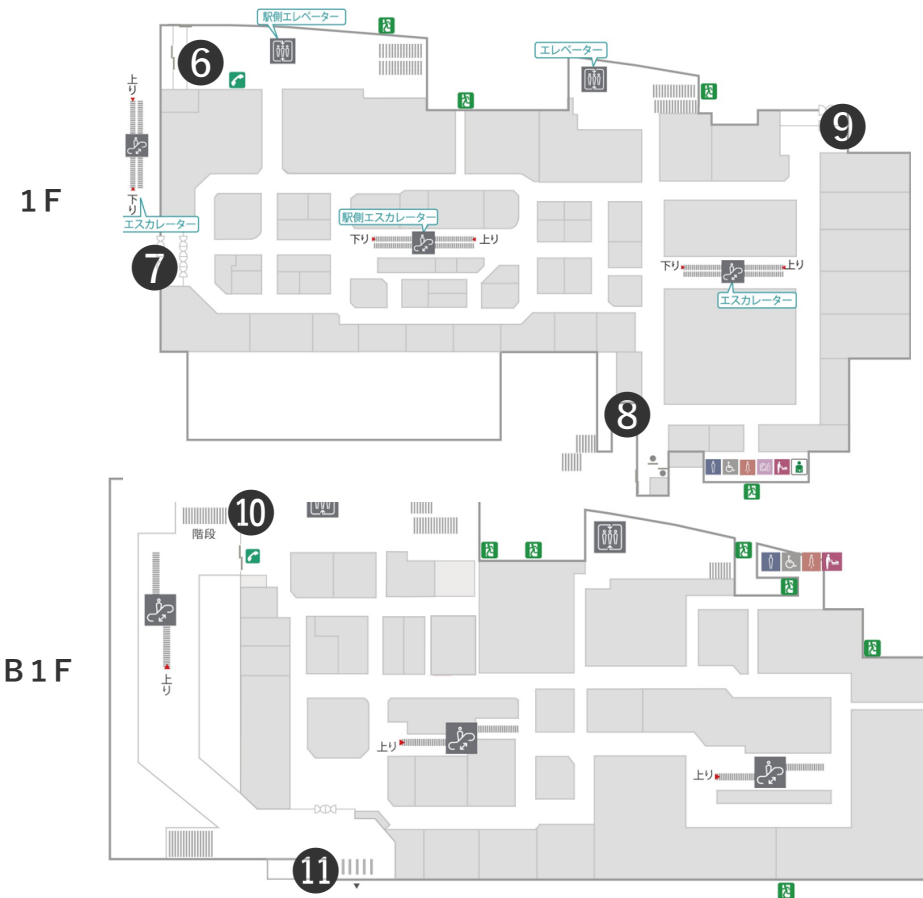 駅側エレベーター
エレベーター
6
上り
9
1F
下り
エスカレーター
駅側エスカレーター
下り
上り
7
下り
上り
エスカレーター
8
10
階段
B1F
上り
上り
上り
11